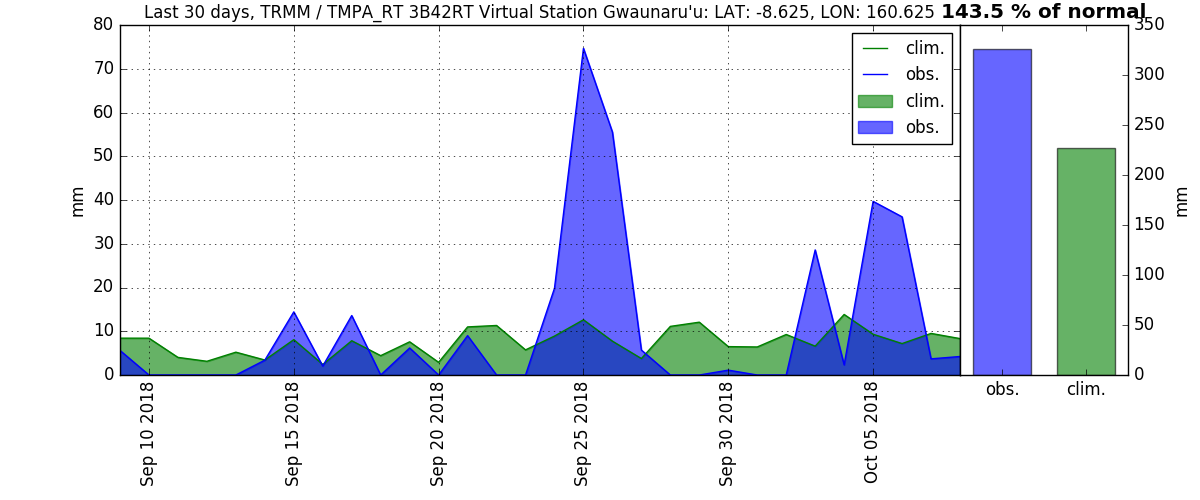 Last 30 days, TRMM / TMPA_RT 3B42RT Virtual Station Gwaunaru'u: LAT: -8.625, LON: 160.625 143.5 % of normal
80
70
60
50
40
30
20
10
0
mm
clim.
obs.
clim.
obs.
350
300
250
200
150
100
50
0
mm
Sep 10 2018
Sep 15 2018
Sep 20 2018
Sep 25 2018
Sep 30 2018
Oct 05 2018
obs.
clim.